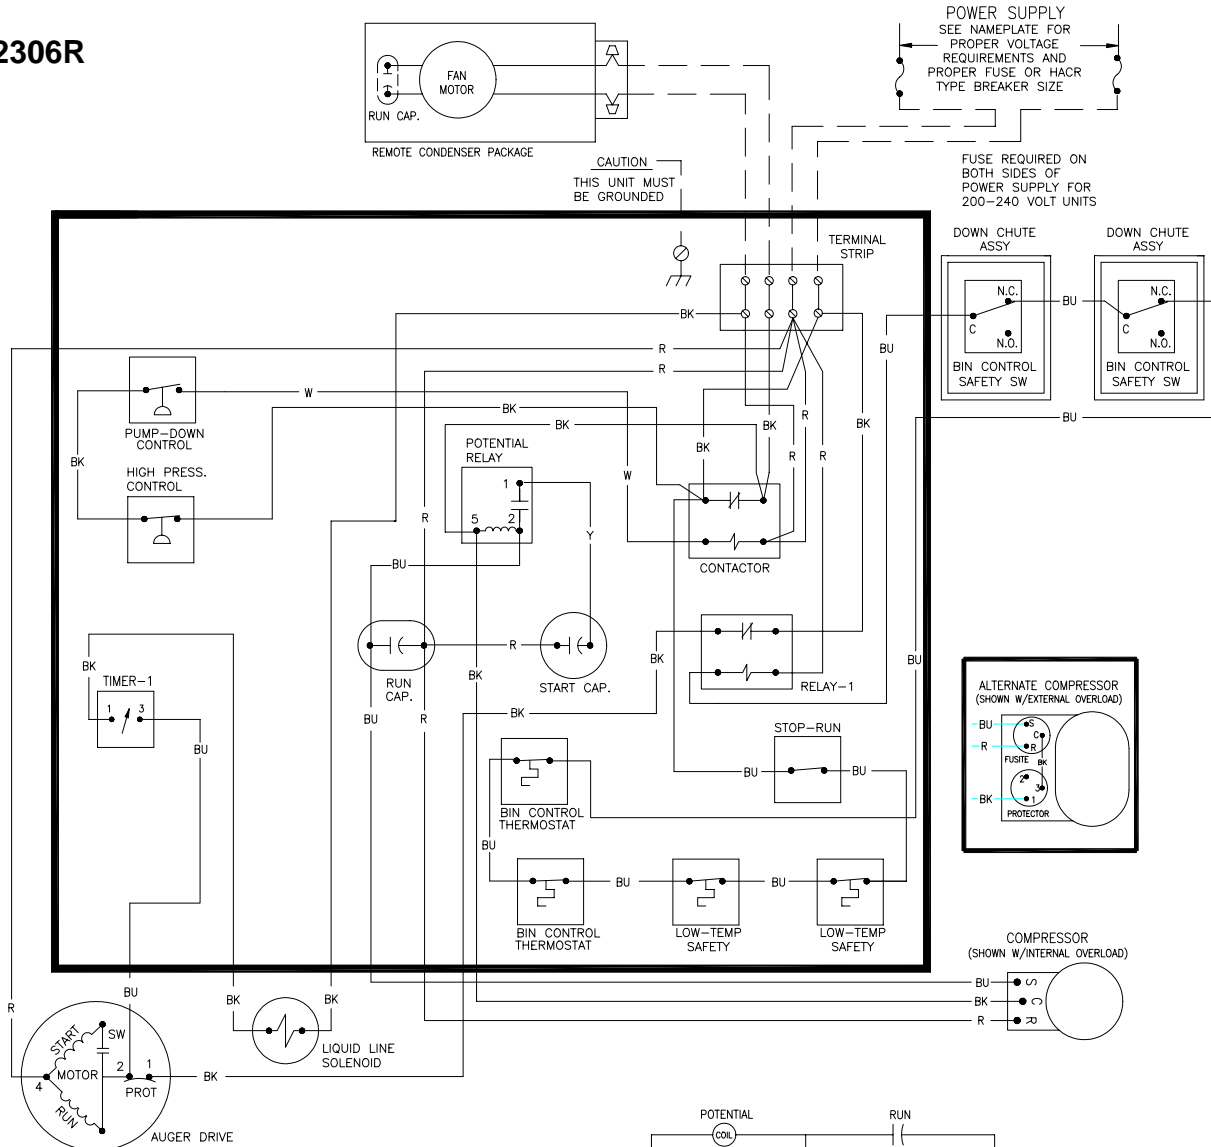 2306R
POWER SUPPLY
SEE NAMEPLATE FOR
PROPER VOLTAGE
REQUIREMENTS AND
PROPER FUSE OR HACR
TYPE BREAKER SIZE
FAN
MOTOR
RUN CAP.
REMOTE CONDENSER PACKAGE
CAUTION
THIS UNIT MUST
BE GROUNDED
FUSE REQUIRED ON
BOTH SIDES OF
POWER SUPPLY FOR
200-240 VOLT UNITS
TERMINAL
STRIP
DOWN CHUTE
ASSY
N.C.
C
N.O.
BIN CONTROL
SAFETY SW
BU
DOWN CHUTE
ASSY
N.C.
C
N.O.
BIN CONTROL
SAFETY SW
BU
BK
BU
R
R
W
BK
BK
PUMP-DOWN
CONTROL
BK
HIGH PRESS.
CONTROL
POTENTIAL
RELAY
1
5
2
Y
W
BK
BK
R
R
R
BK
CONTACTOR
R
BU
RUN
CAP.
R
START CAP.
BK
BK
RELAY-1
BU
BU
R
BK
BK
TIMER-1
1
3
BU
STOP-RUN
BU
BU
BIN CONTROL
THERMOSTAT
BU
BIN CONTROL
THERMOSTAT
BU
LOW-TEMP
SAFETY
BU
LOW-TEMP
SAFETY
ALTERNATE COMPRESSOR
(SHOWN W/EXTERNAL OVERLOAD)
BU
S
C
R
R
FUSITE
BK
2
3
BK
1
PROTECTOR
COMPRESSOR
(SHOWN W/INTERNAL OVERLOAD)
BU
S
BK
C
R
R
R
BU
BK
BK
LIQUID LINE
SOLENOID
START
SW
MOTOR
2
1
4
PROT
RUN
BK
AUGER DRIVE
POTENTIAL
COIL
RUN